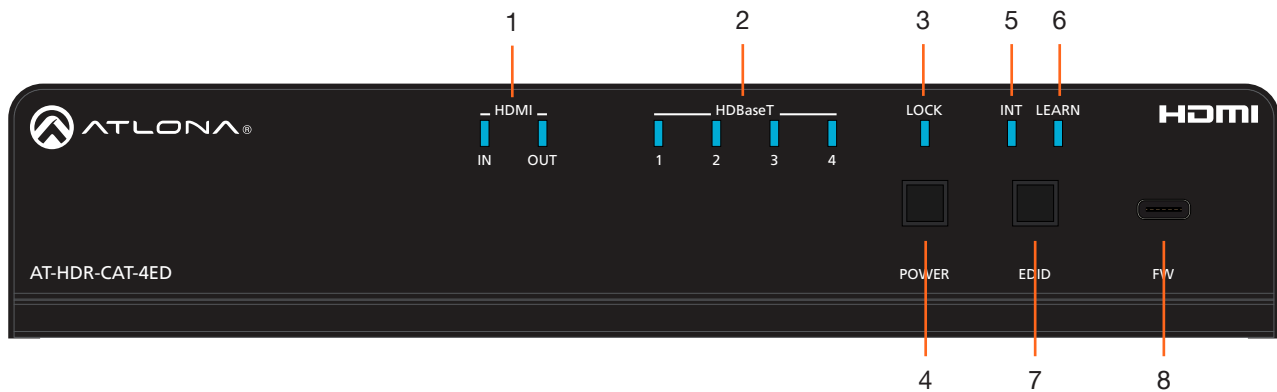 1 2 3 5 6
HDMI HDBaseT LOCK INT LEARN HDMI
ATLONA®
IN OUT 1 2 3 4
AT-HDR-CAT-4ED POWER EDID FW
4 7 8